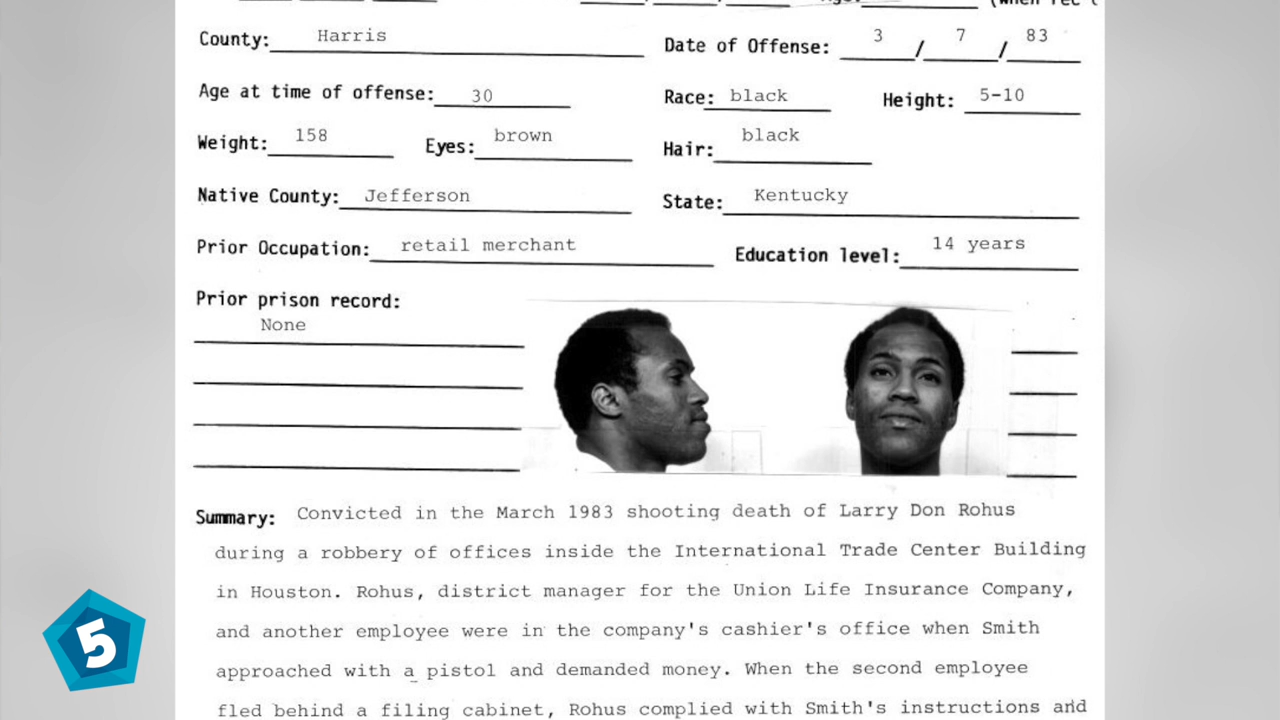 (when rec'
County: Harris
Date of Offense: 3 / 7 / 83
Age at time of offense: 30
Race: black Height: 5-10
Weight: 158 Eyes: brown
Hair: black
Native County: Jefferson
State: Kentucky
Prior Occupation: retail merchant
Education level: 14 years
Prior prison record:
None
Summary: Convicted in the March 1983 shooting death of Larry Don Rohus
during a robbery of offices inside the International Trade Center Building
in Houston. Rohus, district manager for the Union Life Insurance Company,
and another employee were in the company's cashier's office when Smith
approached with a pistol and demanded money. When the second employee
fled behind a filing cabinet, Rohus complied with Smith's instructions and
5